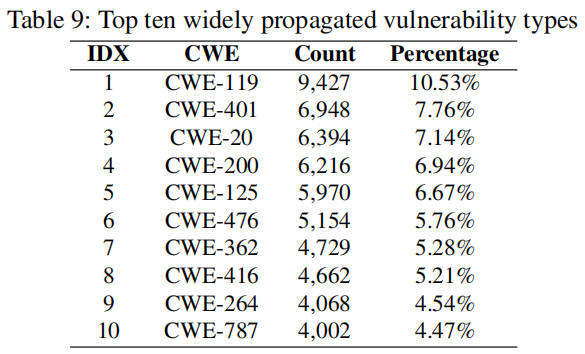 Table 9: Top ten widely propagated vulnerability types
IDX CWE Count Percentage
1 CWE-119 9,427 10.53%
2 CWE-401 6,948 7.76%
3 CWE-20 6,394 7.14%
4 CWE-200 6,216 6.94%
5 CWE-125 5,970 6.67%
6 CWE-476 5,154 5.76%
7 CWE-362 4,729 5.28%
8 CWE-416 4,662 5.21%
9 CWE-264 4,068 4.54%
10 CWE-787 4,002 4.47%